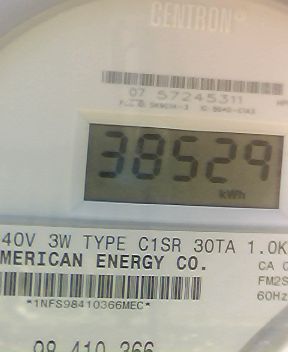 CENTRON
07 57245311
38529
kWh
40V 3W TYPE C1SR 30TA 1.0K
MERICAN ENERGY CO.
CA 0
FM2S
*1NFS98410366MEC*
60Hz
98 410 366